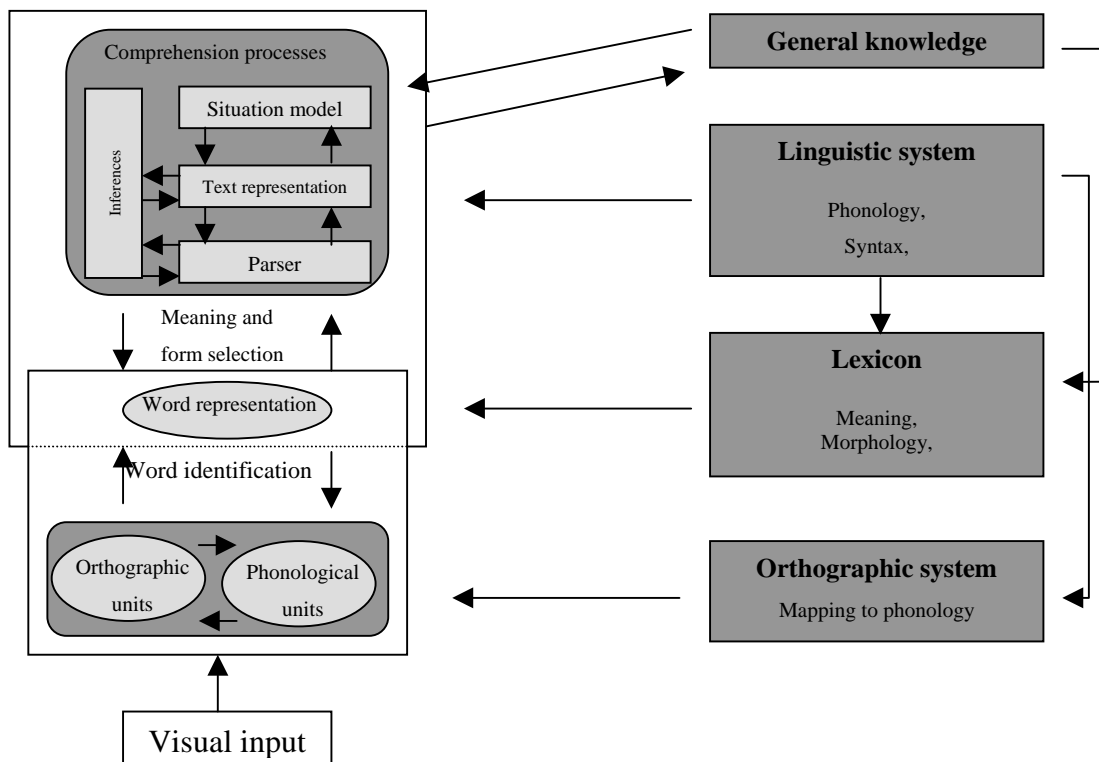 Comprehension processes
Situation model
Inferences
Text representation
Parser
Meaning and
form selection
Word representation
Word identification
Orthographic
units
Phonological
units
Visual input
General knowledge
Linguistic system
Phonology,
Syntax,
Lexicon
Meaning,
Morphology,
Orthographic system
Mapping to phonology